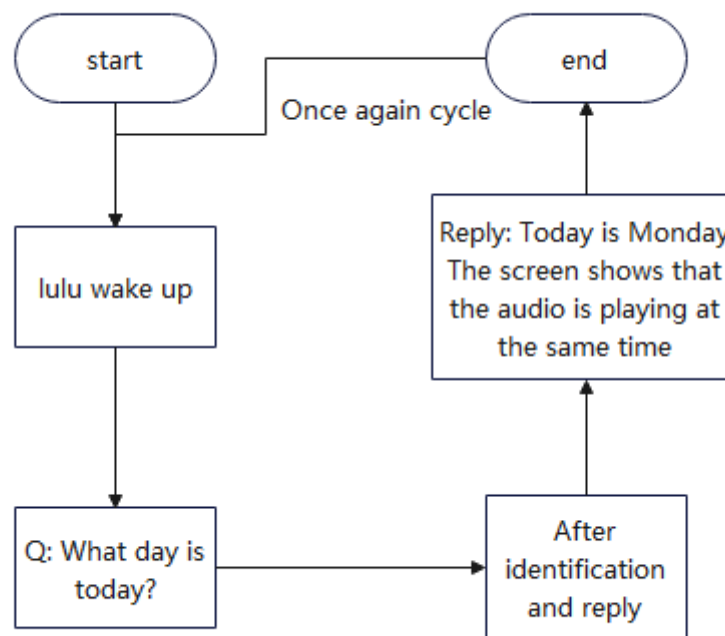 start
end
Once again cycle
lulu wake up
Reply: Today is Monday
The screen shows that
the audio is playing at
the same time
Q: What day is
today?
After
identification
and reply